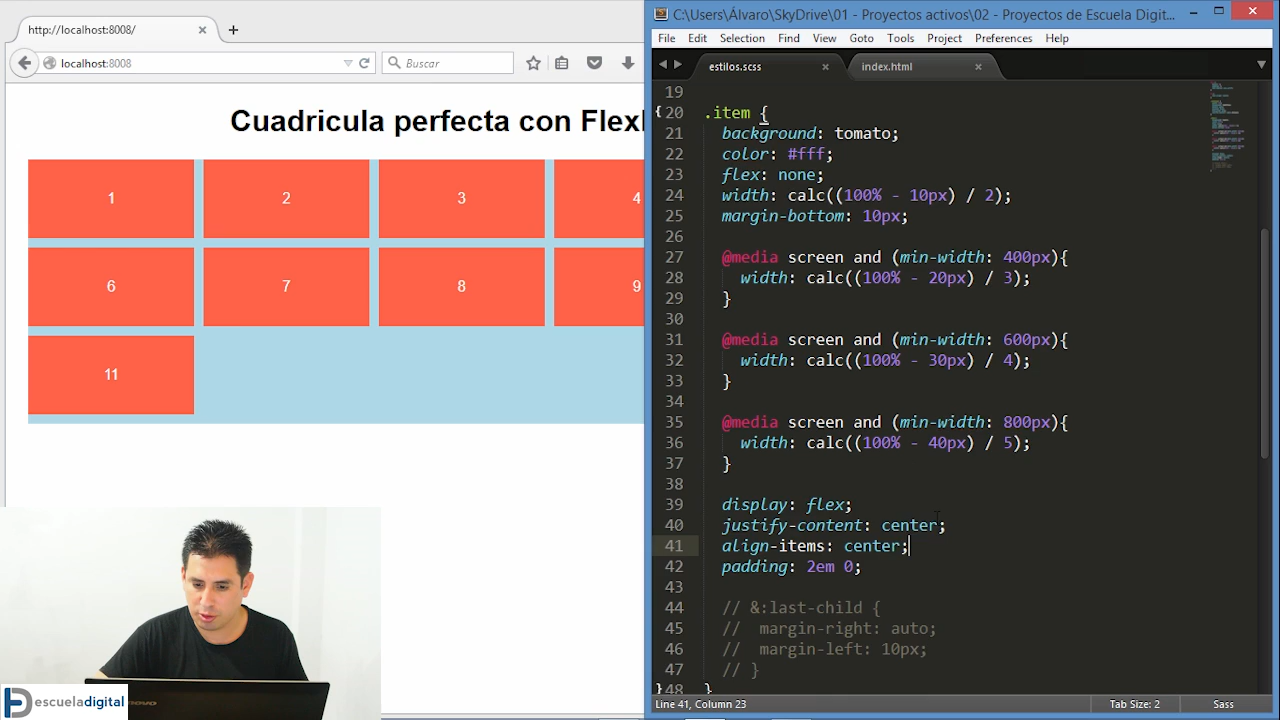 http://localhost:8008/
localhost:8008
Buscar
Cuadricula perfecta con Flex
1
2
3
4
6
7
8
9
11
escueladigital
C:\Users\Álvaro\SkyDrive\01 - Proyectos activos\02 - Proyectos de Escuela Digit...
File Edit Selection Find View Goto Tools Project Preferences Help
estilos.scss
index.html
19
20 .item {
21 background: tomato;
22 color: #fff;
23 flex: none;
24 width: calc((100% - 10px) / 2);
25 margin-bottom: 10px;
26
27 @media screen and (min-width: 400px){
28 width: calc((100% - 20px) / 3);
29 }
30
31 @media screen and (min-width: 600px){
32 width: calc((100% - 30px) / 4);
33 }
34
35 @media screen and (min-width: 800px){
36 width: calc((100% - 40px) / 5);
37 }
38
39 display: flex;
40 justify-content: center;
41 align-items: center;
42 padding: 2em 0;
43
44 // &:last-child {
45 // margin-right: auto;
46 // margin-left: 10px;
47 // }
48 }
Line 41, Column 23
Tab Size: 2
Sass